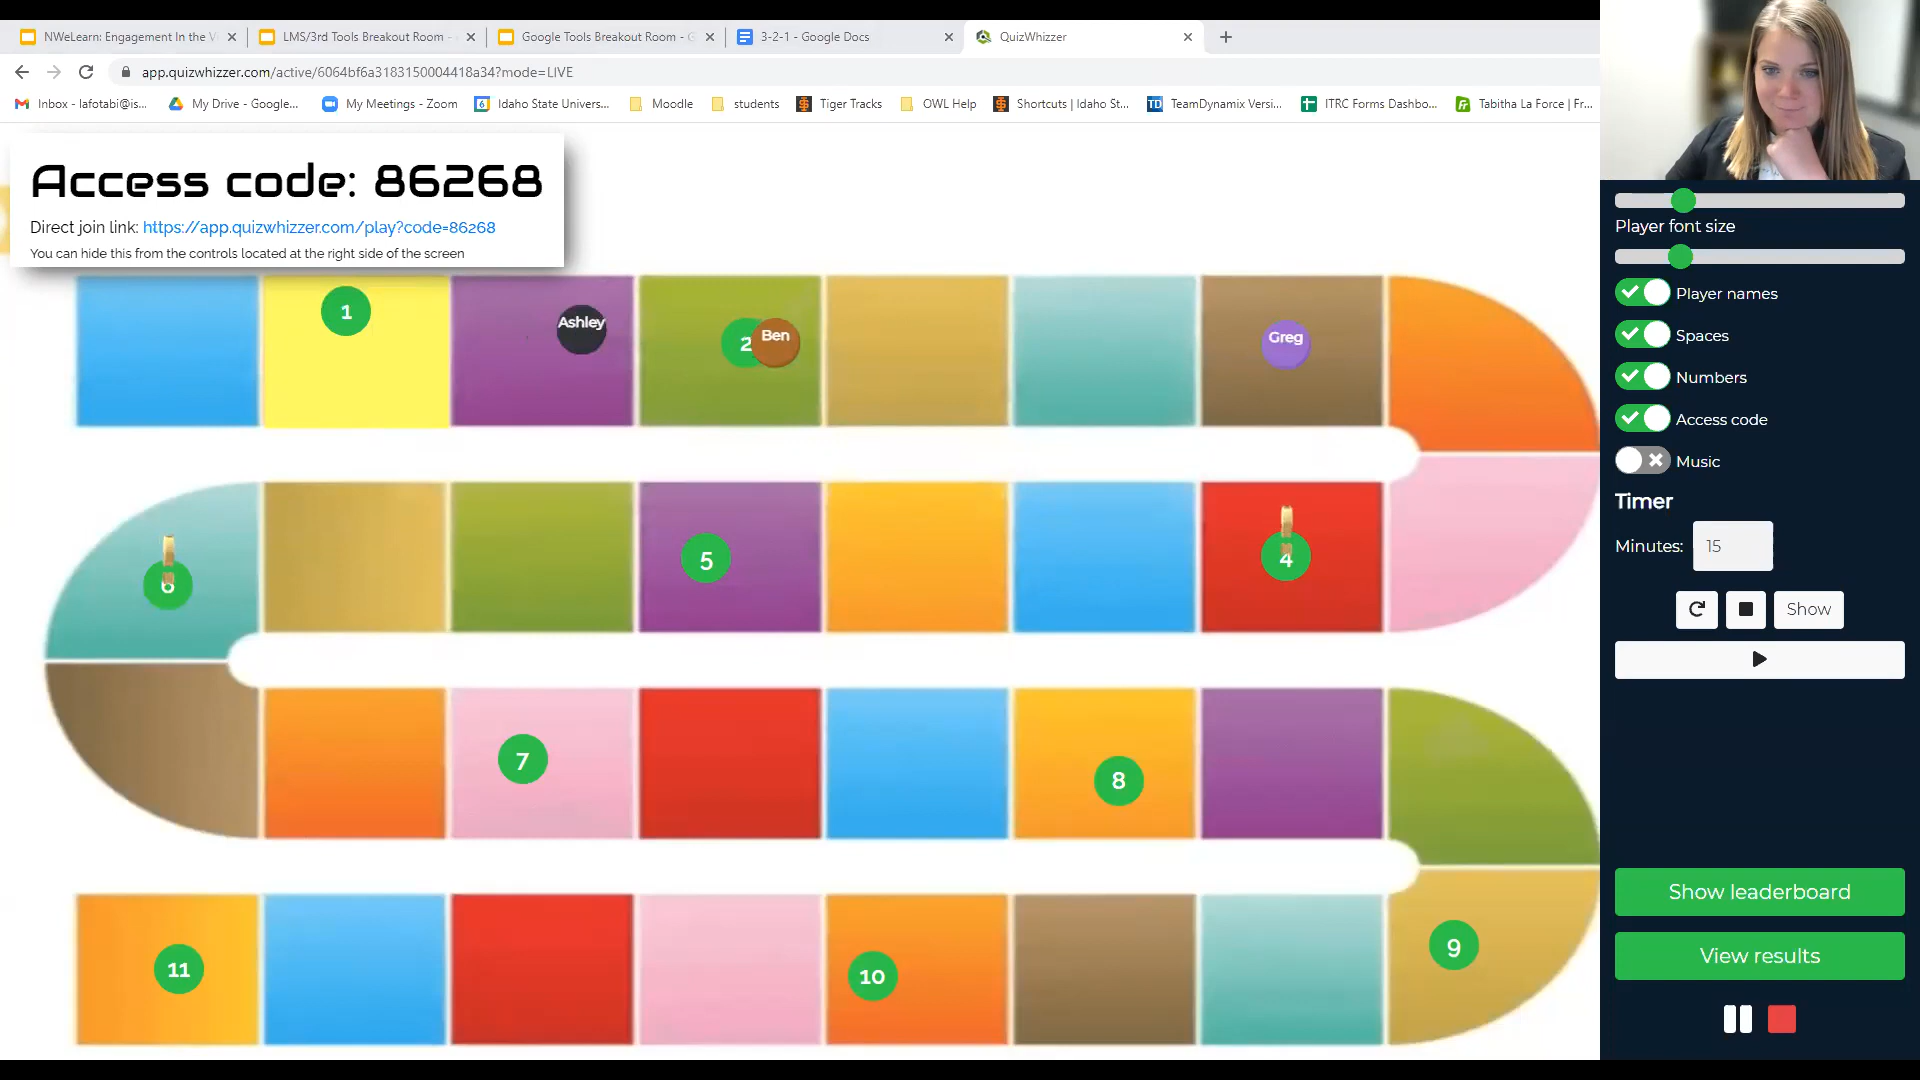 NWeLearn: Engagement In the V
LMS/3rd Tools Breakout Room -
Google Tools Breakout Room - G
3-2-1 - Google Docs
QuizWhizzer
app.quizwhizzer.com/active/6064bf6a3183150004418a34?mode=LIVE
Inbox - lafotabi@is...
My Drive - Google...
My Meetings - Zoom
Idaho State Univers...
Moodle
students
Tiger Tracks
OWL Help
Shortcuts | Idaho St...
TeamDynamix Versi...
ITRC Forms Dashbo...
Tabitha La Force | Fr...
Access code: 86268
Direct join link: https://app.quizwhizzer.com/play?code=86268
You can hide this from the controls located at the right side of the screen
1
Ashley
2
Ben
Greg
6
5
4
7
8
11
10
9
Player font size
Player names
Spaces
Numbers
Access code
Music
Timer
Minutes: 15
Show
Show leaderboard
View results